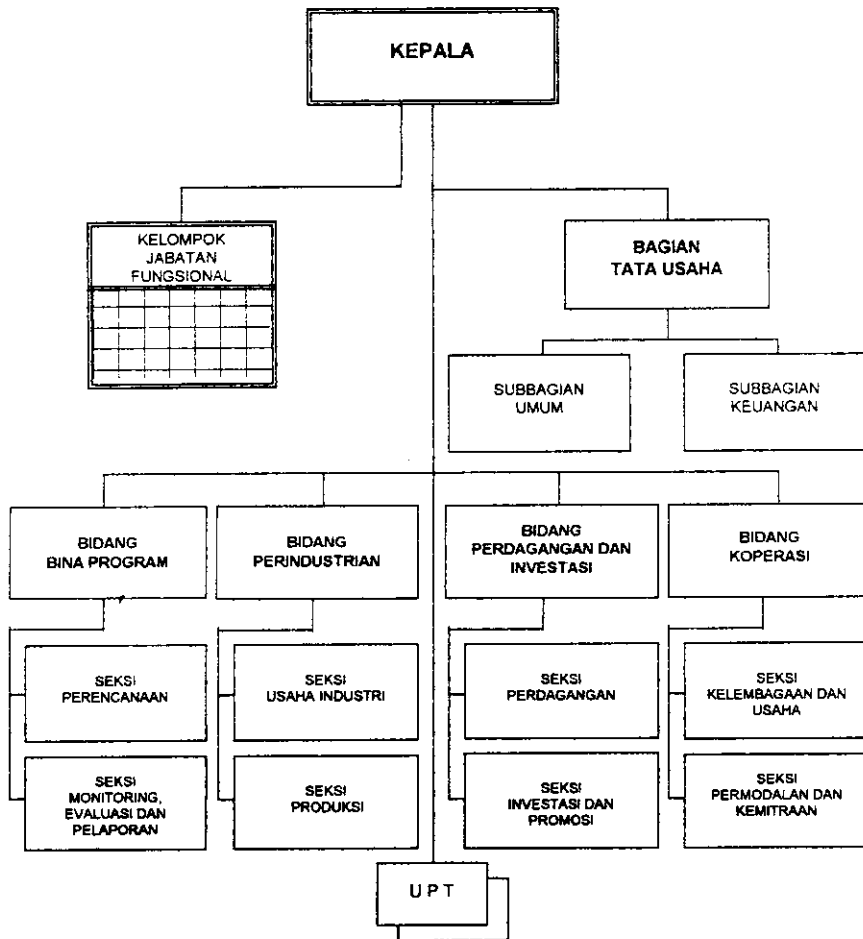 KEPALA
KELOMPOK
JABATAN
FUNGSIONAL
BAGIAN
TATA USAHA
SUBBAGIAN
UMUM
SUBBAGIAN
KEUANGAN
BIDANG
BINA PROGRAM
BIDANG
PERINDUSTRIAN
BIDANG
PERDAGANGAN DAN
INVESTASI
BIDANG
KOPERASI
SEKSI
PERENCANAAN
SEKSI
USAHA INDUSTRI
SEKSI
PERDAGANGAN
SEKSI
KELEMBAGAAN DAN
USAHA
SEKSI
MONITORING,
EVALUASI DAN
PELAPORAN
SEKSI
PRODUKSI
SEKSI
INVESTASI DAN
PROMOSI
SEKSI
PERMODALAN DAN
KEMITRAAN
U P T